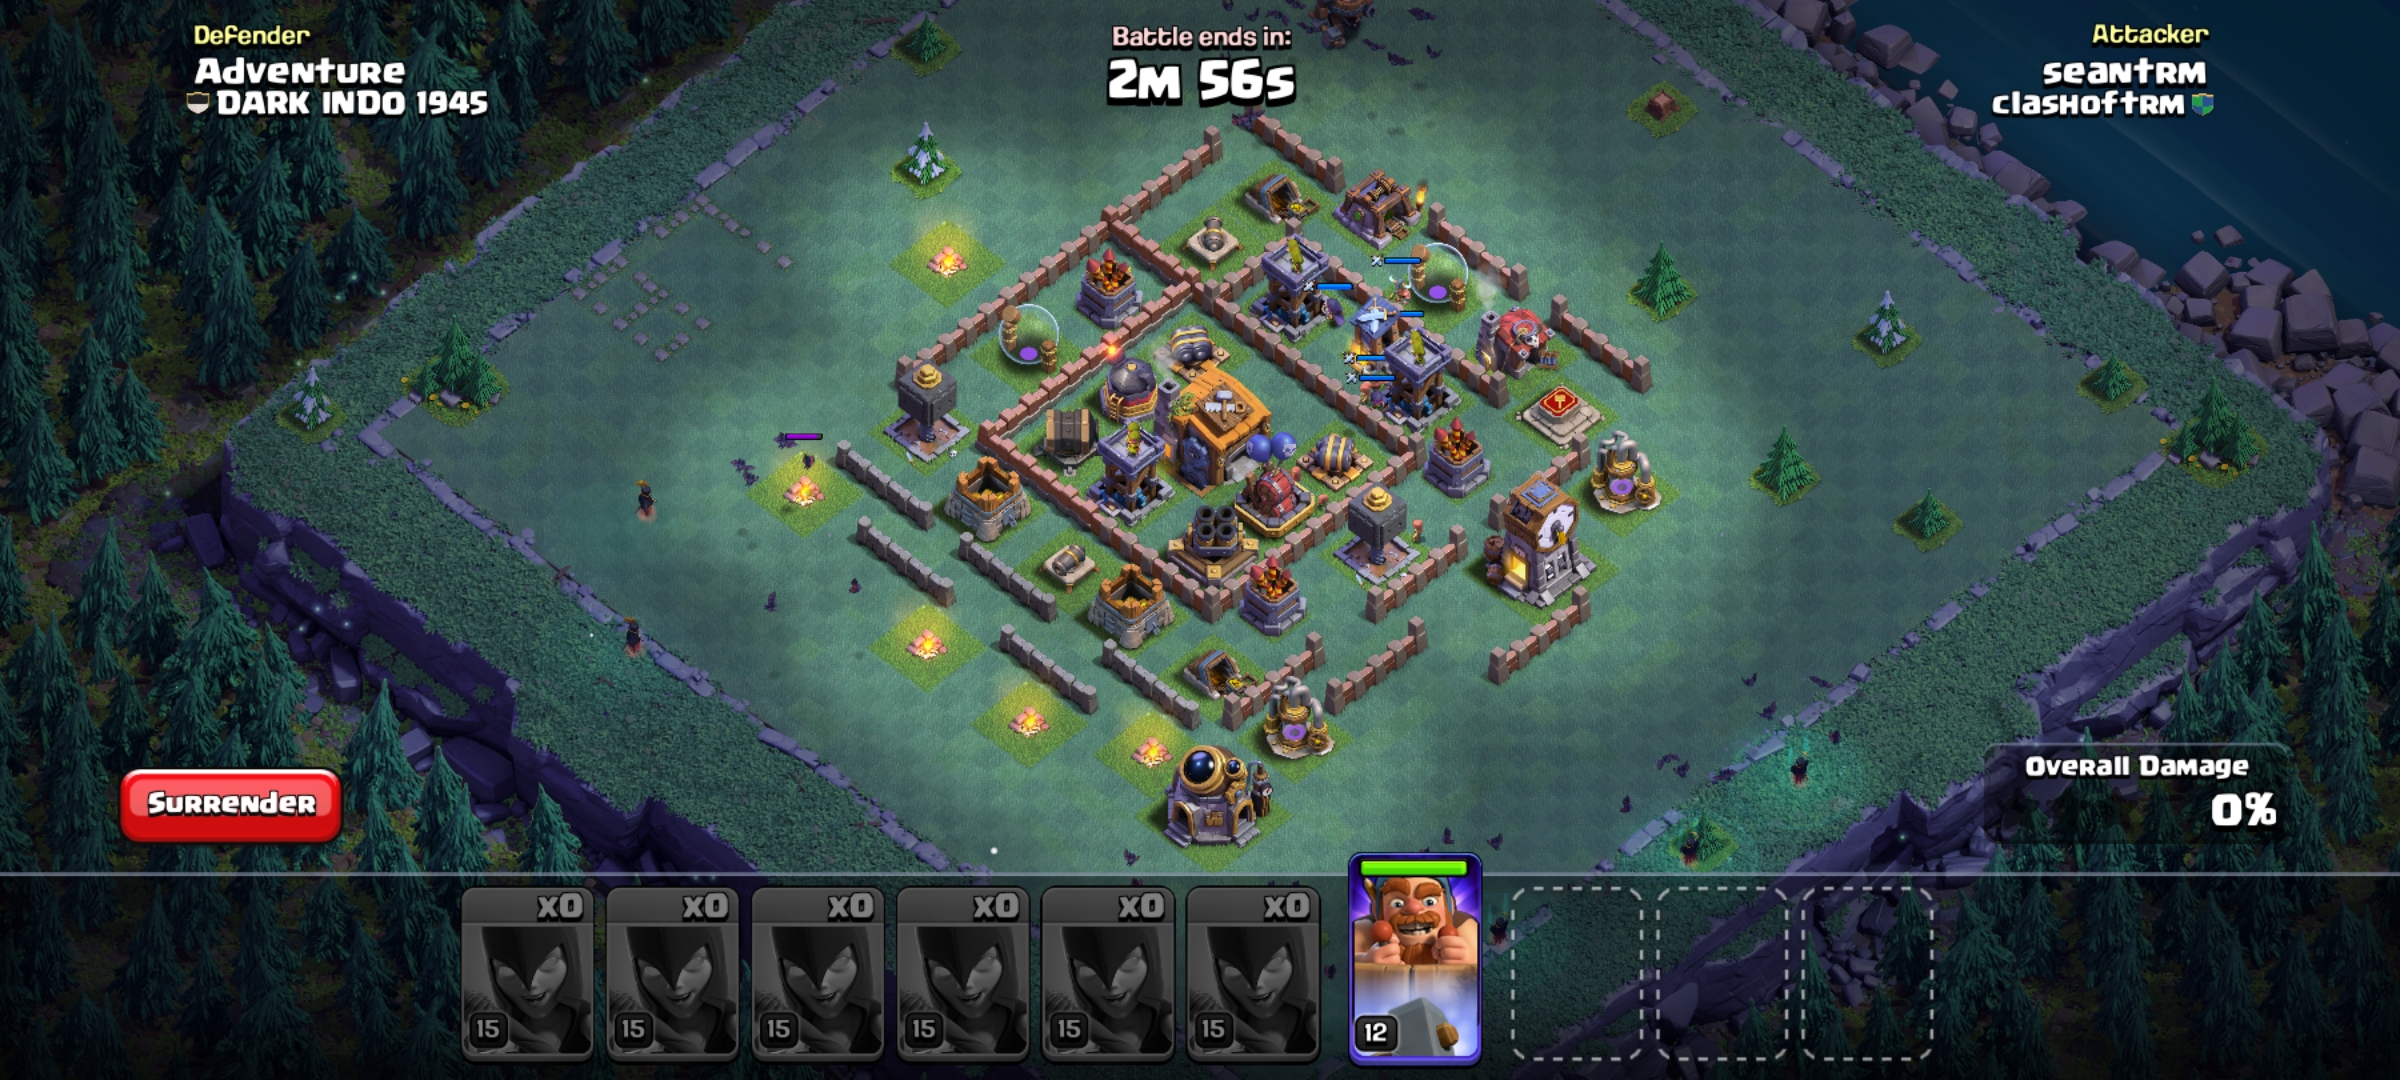 Defender
Adventure
DARK INDO 1945
Battle ends in:
2M 56s
Attacker
seantrm
clashoftrm
Surrender
Overall Damage
0%
x0
x0
x0
x0
x0
x0
15
15
15
15
15
15
12